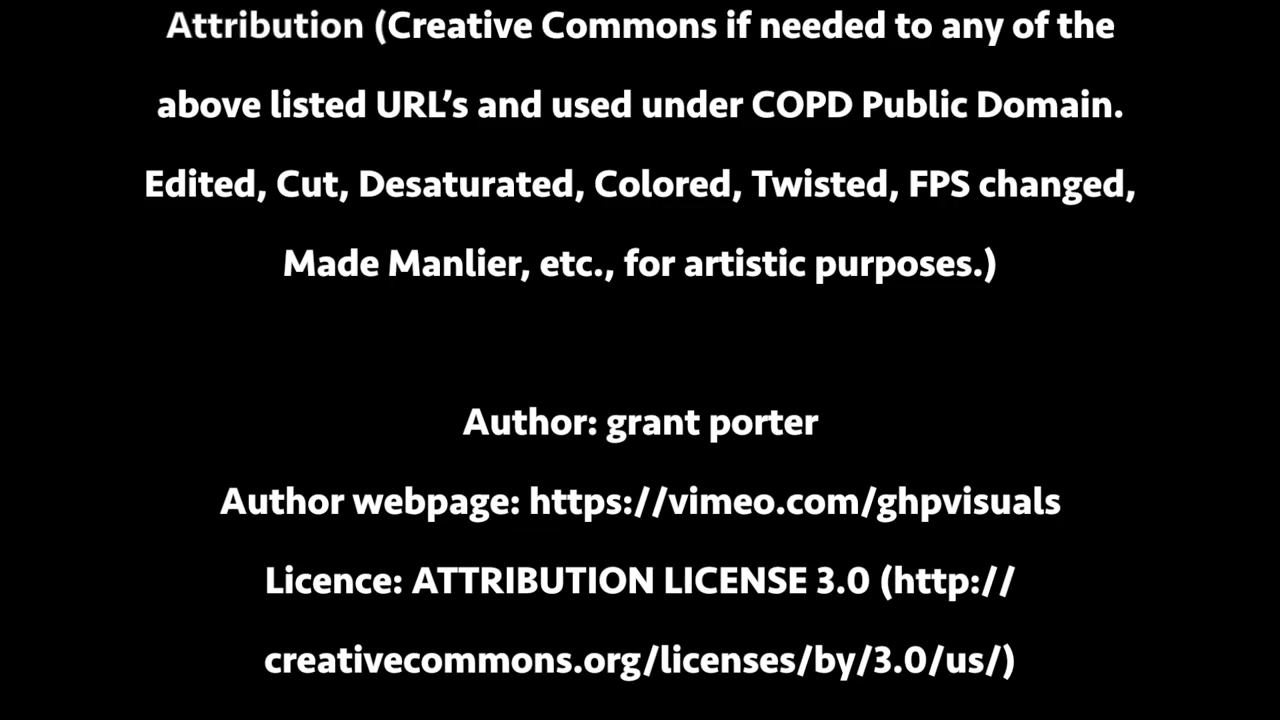 Attribution (Creative Commons if needed to any of the
above listed URL’s and used under COPD Public Domain.
Edited, Cut, Desaturated, Colored, Twisted, FPS changed,
Made Manlier, etc., for artistic purposes.)
Author: grant porter
Author webpage: https://vimeo.com/ghpvisuals
Licence: ATTRIBUTION LICENSE 3.0 (http://
creativecommons.org/licenses/by/3.0/us/)